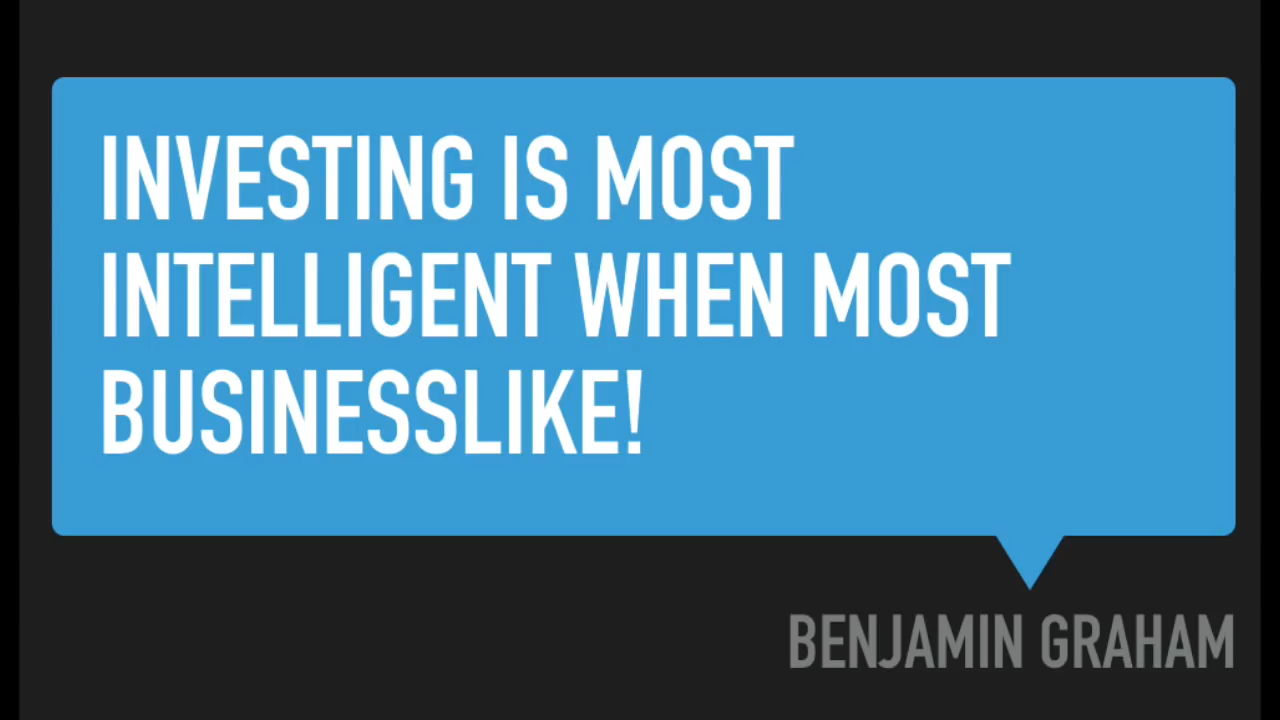 INVESTING IS MOST
INTELLIGENT WHEN MOST
BUSINESSLIKE!
BENJAMIN GRAHAM